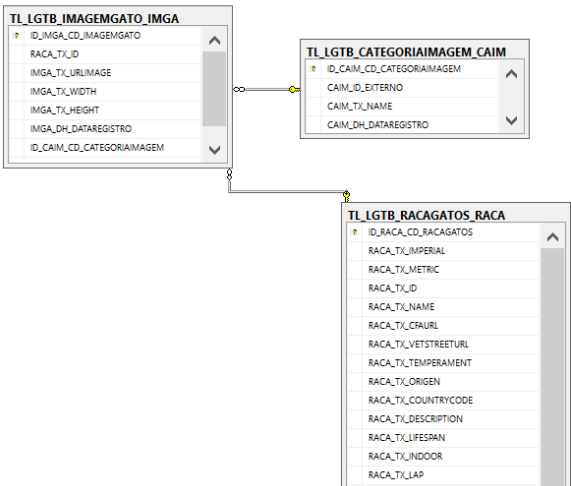 TL_LGTB_IMAGEMGATO_IMGA
ID_IMGA_CD_IMAGEMGATO
RACA_TX_ID
IMGA_TX_URLIMAGE
IMGA_TX_WIDTH
IMGA_TX_HEIGHT
IMGA_DH_DATAREGISTRO
ID_CAIM_CD_CATEGORIAIMAGEM
TL_LGTB_CATEGORIAIMAGEM_CAIM
ID_CAIM_CD_CATEGORIAIMAGEM
CAIM_ID_EXTERNO
CAIM_TX_NAME
CAIM_DH_DATAREGISTRO
TL_LGTB_RACAGATOS_RACA
ID_RACA_CD_RACAGATOS
RACA_TX_IMPERIAL
RACA_TX_METRIC
RACA_TX_ID
RACA_TX_NAME
RACA_TX_CFAURL
RACA_TX_VETSTREETURL
RACA_TX_TEMPERAMENT
RACA_TX_ORIGEN
RACA_TX_COUNTRYCODE
RACA_TX_DESCRIPTION
RACA_TX_LIFESPAN
RACA_TX_INDOOR
RACA_TX_LAP